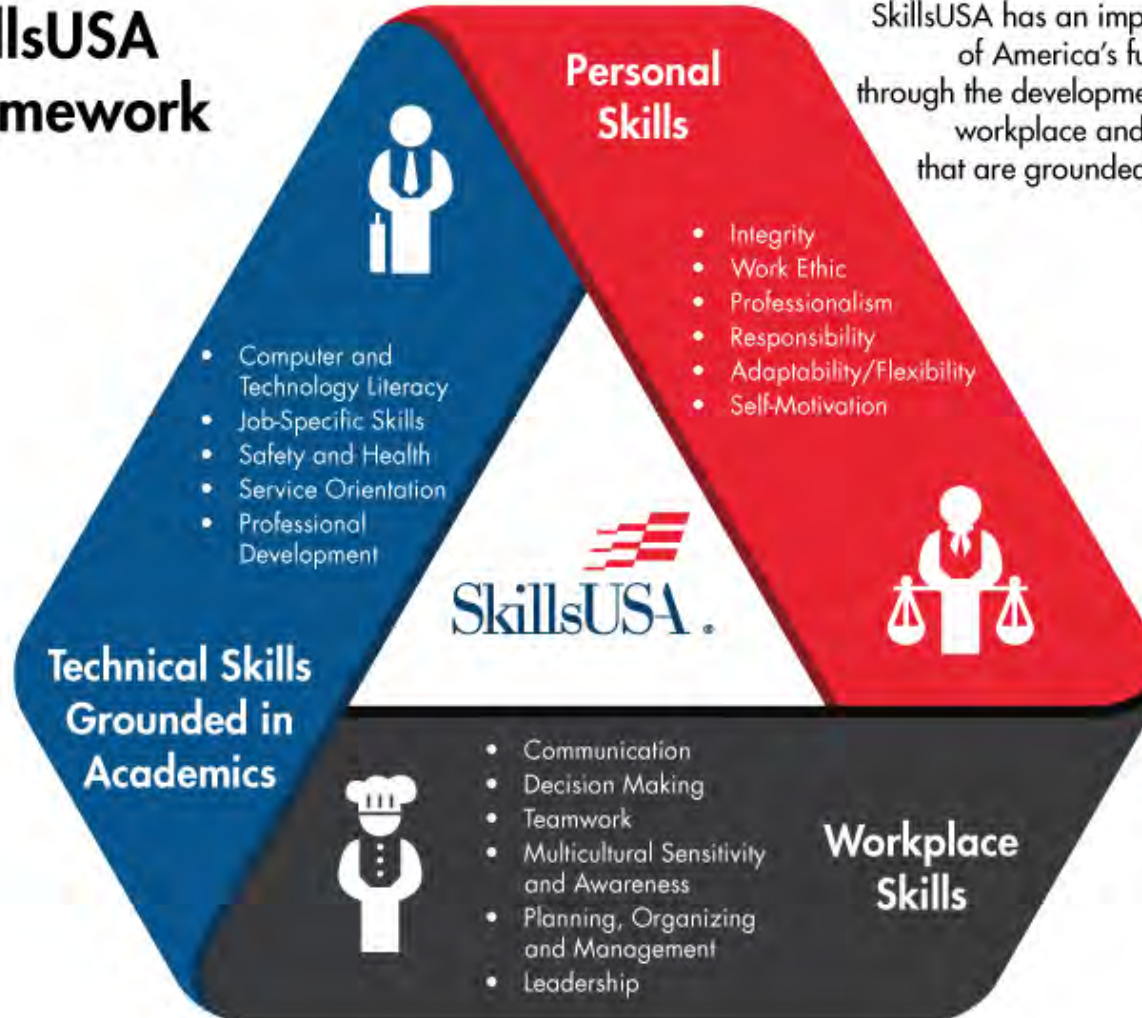 llsUSA
mework
SkillsUSA has an imp
of America's fu
through the developme
workplace and
that are grounded
Personal
Skills
• Integrity
• Work Ethic
• Professionalism
• Responsibility
• Adaptability/Flexibility
• Self-Motivation
• Computer and
Technology Literacy
• Job-Specific Skills
• Safety and Health
• Service Orientation
• Professional
Development
SkillsUSA®
Technical Skills
Grounded in
Academics
• Communication
• Decision Making
• Teamwork
• Multicultural Sensitivity
and Awareness
• Planning, Organizing
and Management
• Leadership
Workplace
Skills